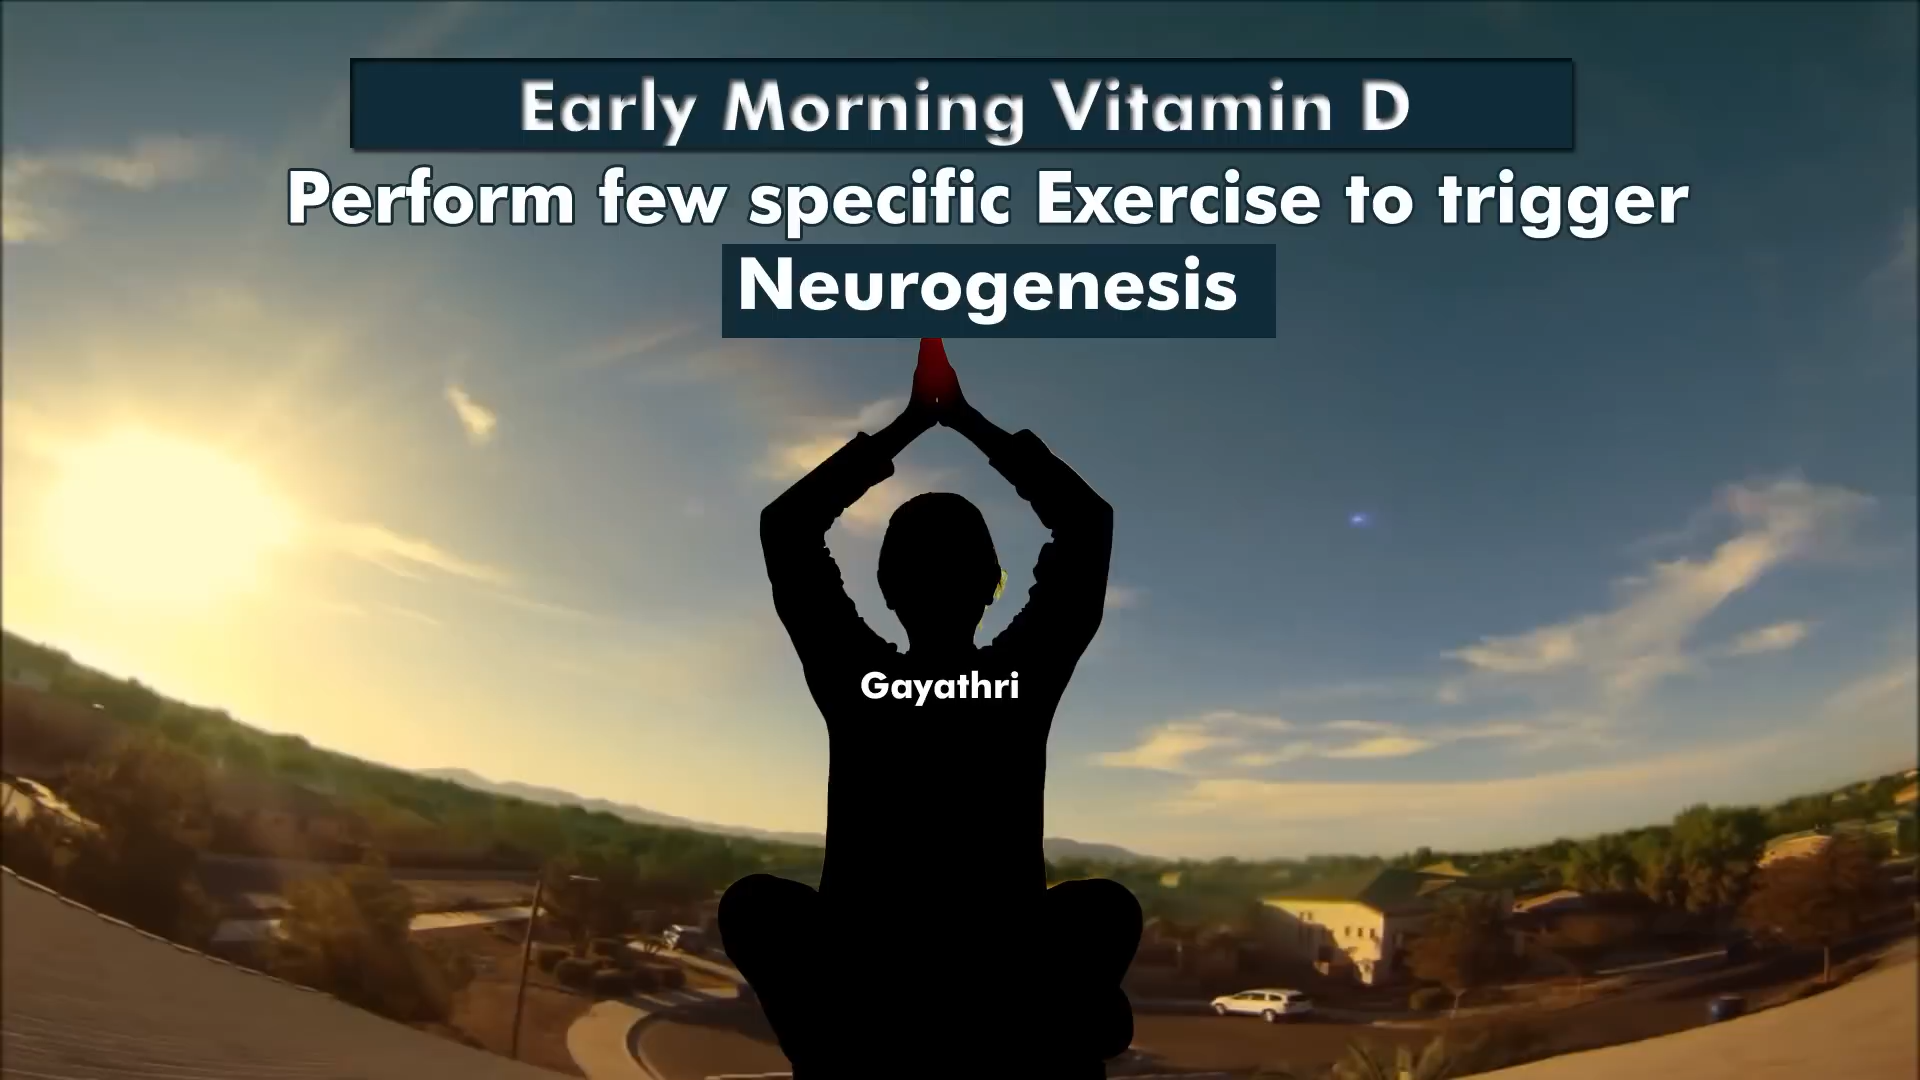 Early Morning Vitamin D
Perform few specific Exercise to trigger
Neurogenesis
Gayathri